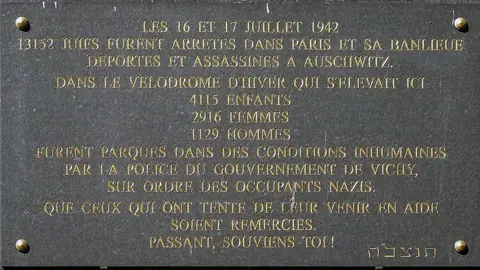 LES 16 ET 17 JUILLET 1942
13152 JUIFS FURENT ARRETES DANS PARIS ET SA BANLIEUE
DEPORTES ET ASSASSINES A AUSCHWITZ.
DANS LE VELODROME D'HIVER QUI S'ELEVAIT ICI
4115 ENFANTS
2916 FEMMES
1129 HOMMES
FURENT PARQUES DANS DES CONDITIONS INHUMAINES
PAR LA POLICE DU GOUVERNEMENT DE VICHY,
SUR ORDRE DES OCCUPANTS NAZIS.
QUE CEUX QUI ONT TENTE DE LEUR VENIR EN AIDE
SOIENT REMERCIES.
PASSANT, SOUVIENS-TOI !
תנצב״ה